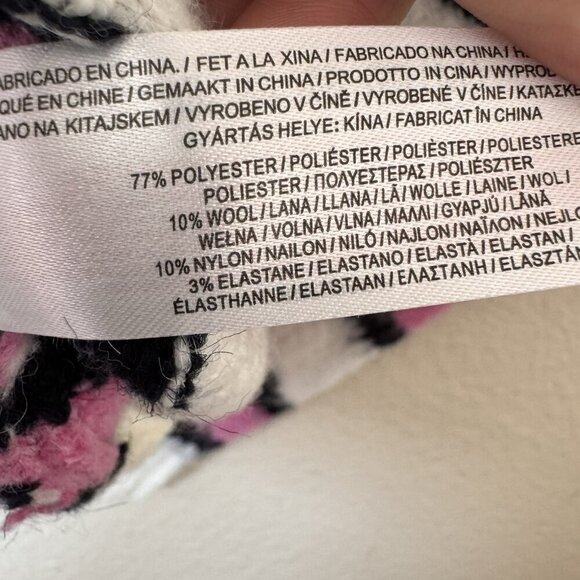 FABRICADO EN CHINA. / FET A LA XINA / FABRICADO NA CHINA /
QUÉ EN CHINE / GEMAAKT IN CHINA / PRODOTTO IN CINA / WYPROD
ANO NA KITAJSKEM / VYROBENO V ČÍNĚ / VYROBENÉ V ČÍNE / ΚΑΤΑΣΚΕ
GYÁRTÁS HELYE: KÍNA / FABRICAT ÎN CHINA
77% POLYESTER / POLIÉSTER / POLIÈSTER / POLIESTERE
POLIESTER / ΠΟΛΥΕΣΤΕΡΑΣ / POLIÉSZTER
10% WOOL / LANA / LLANA / LÃ / WOLLE / LAINE / WOL /
WEŁNA / VOLNA / VLNA / ΜΑΛΛΙ / GYAPJÚ / LÂNĂ
10% NYLON / NAILON / NILÓ / NAJLON / ΝΑΪΛΟΝ / NEJLO
3% ELASTANE / ELASTANO / ELASTÀ / ELASTAN /
ÉLASTHANNE / ELASTAAN / ΕΛΑΣΤΑΝΗ / ELASZTÁN